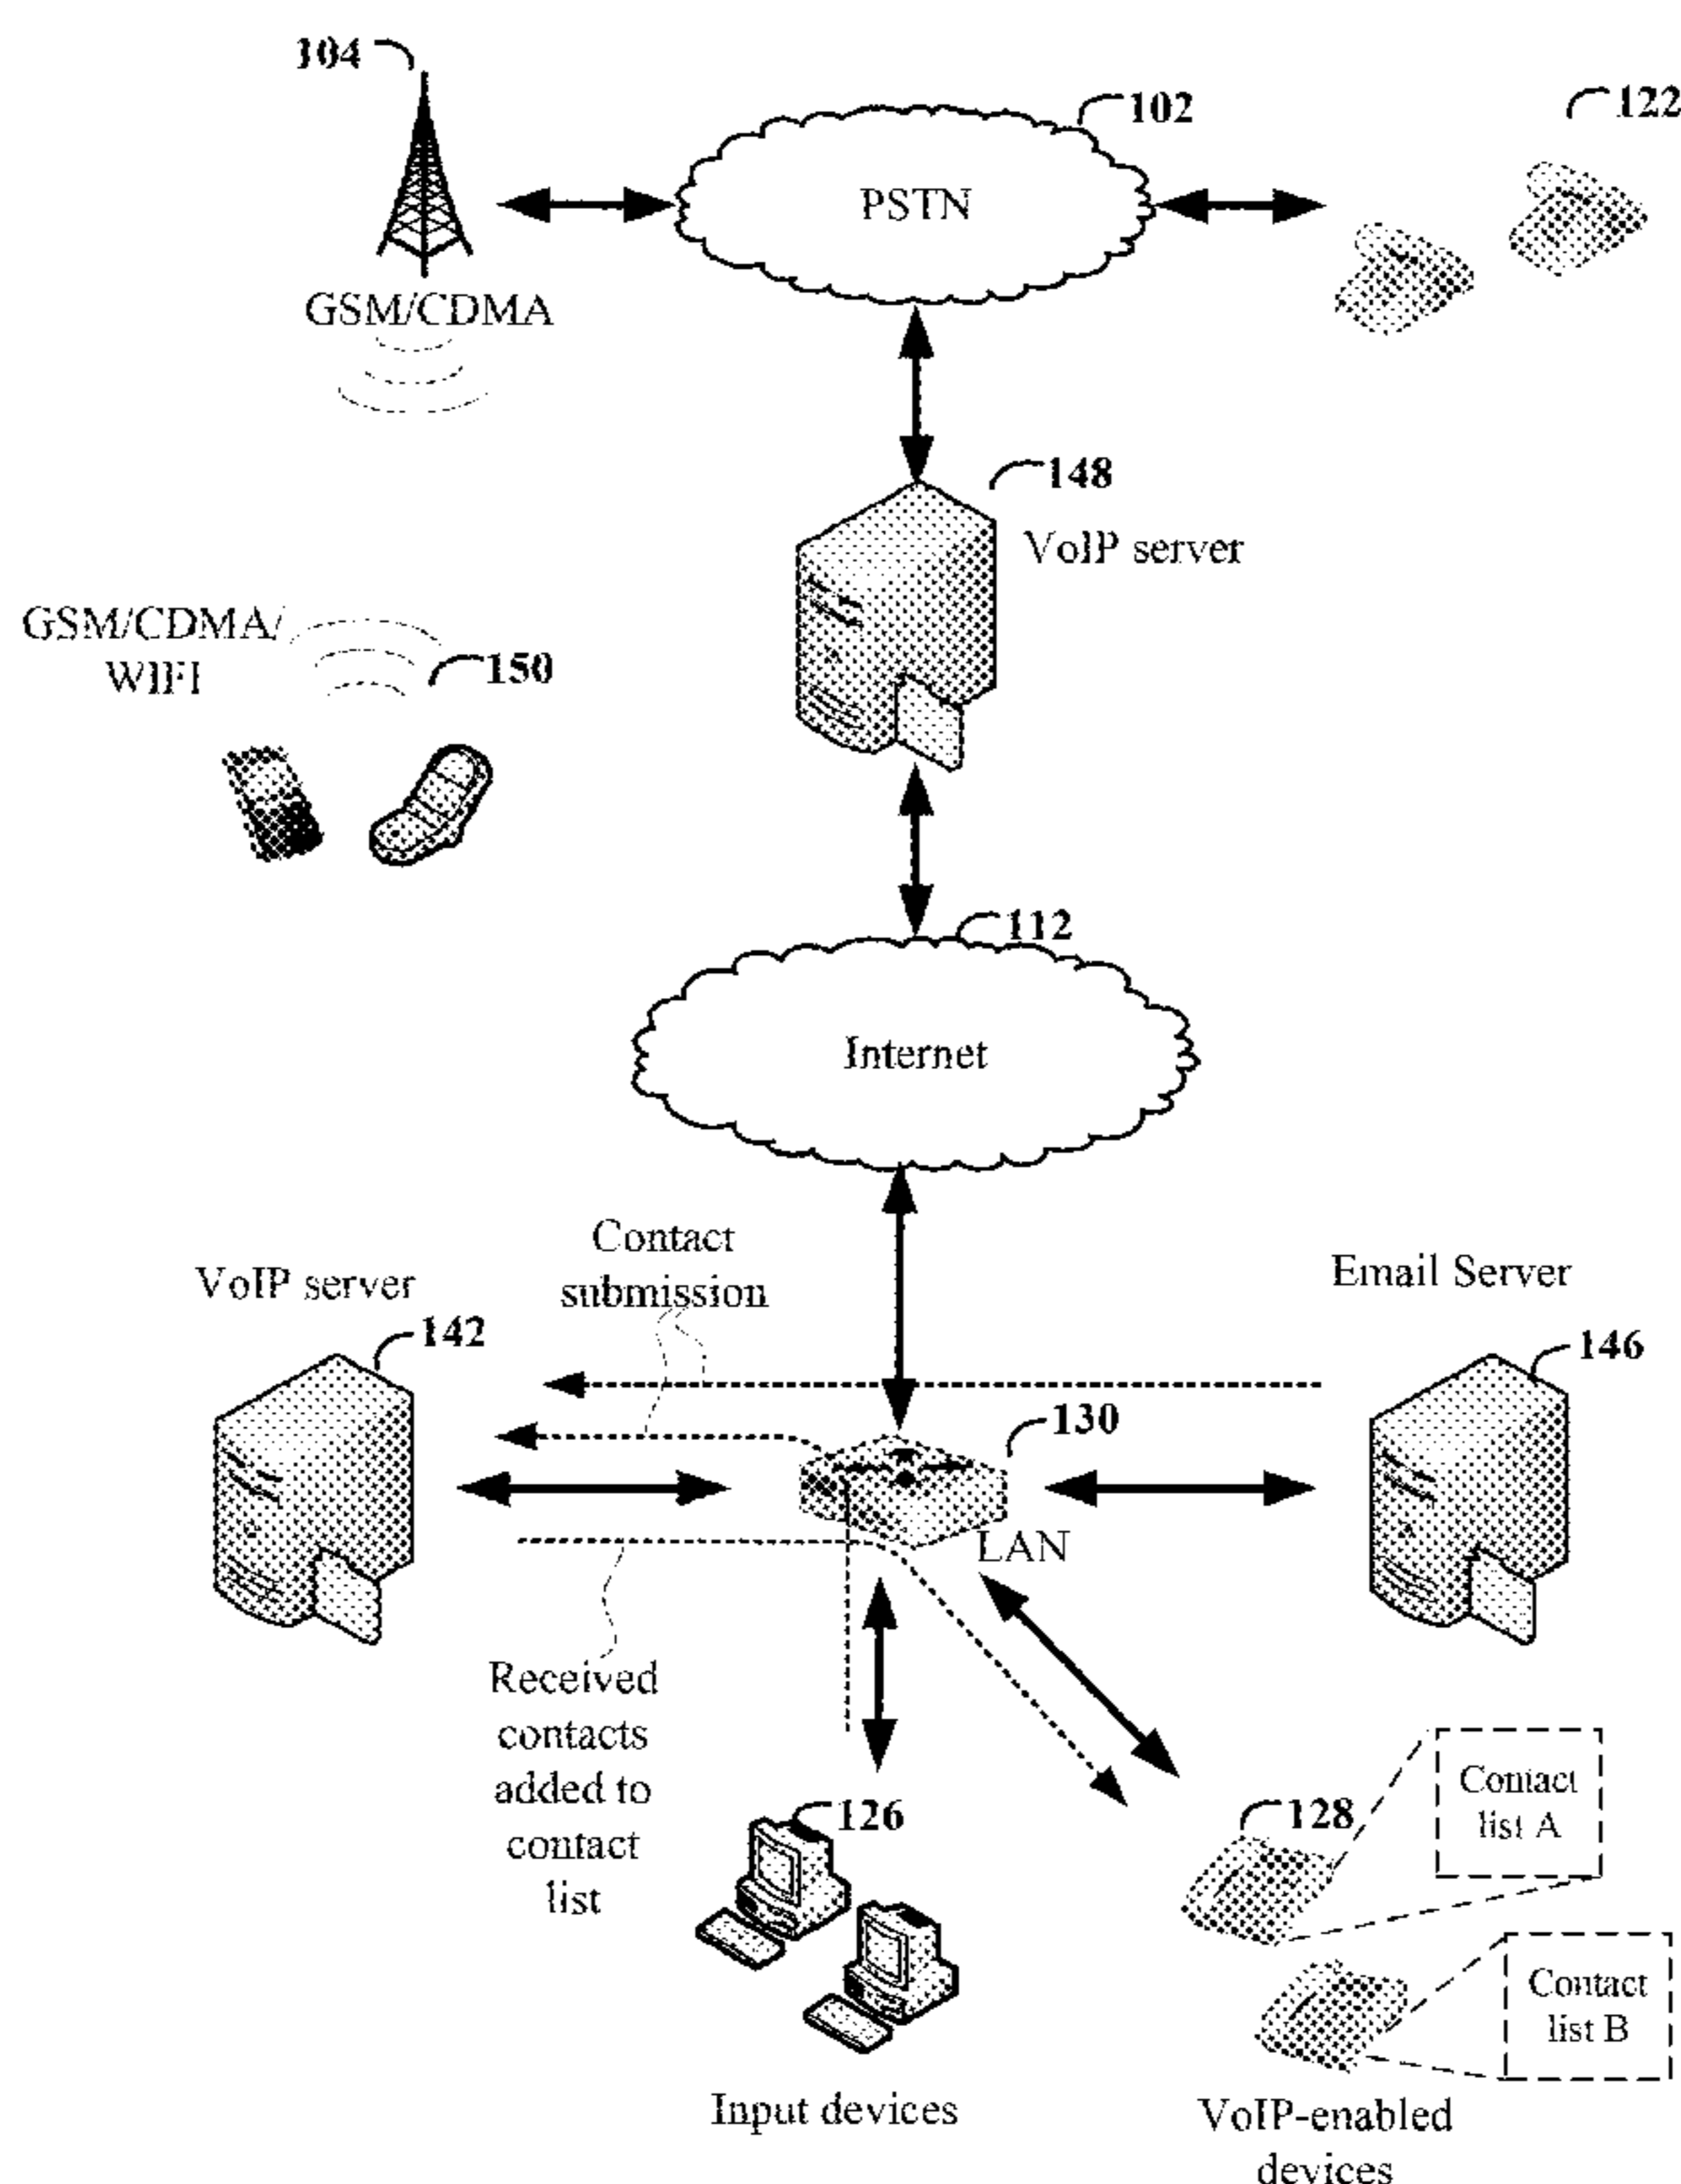 104
102
122
PSTN
GSM/CDMA
148
VoIP server
GSM/CDMA/
WIFI
150
112
Internet
Contact
submission
VoIP server
142
Email Server
146
130
LAN
Received
contacts
added to
contact
list
126
128
Contact
list A
Contact
list B
Input devices
VoIP-enabled
devices